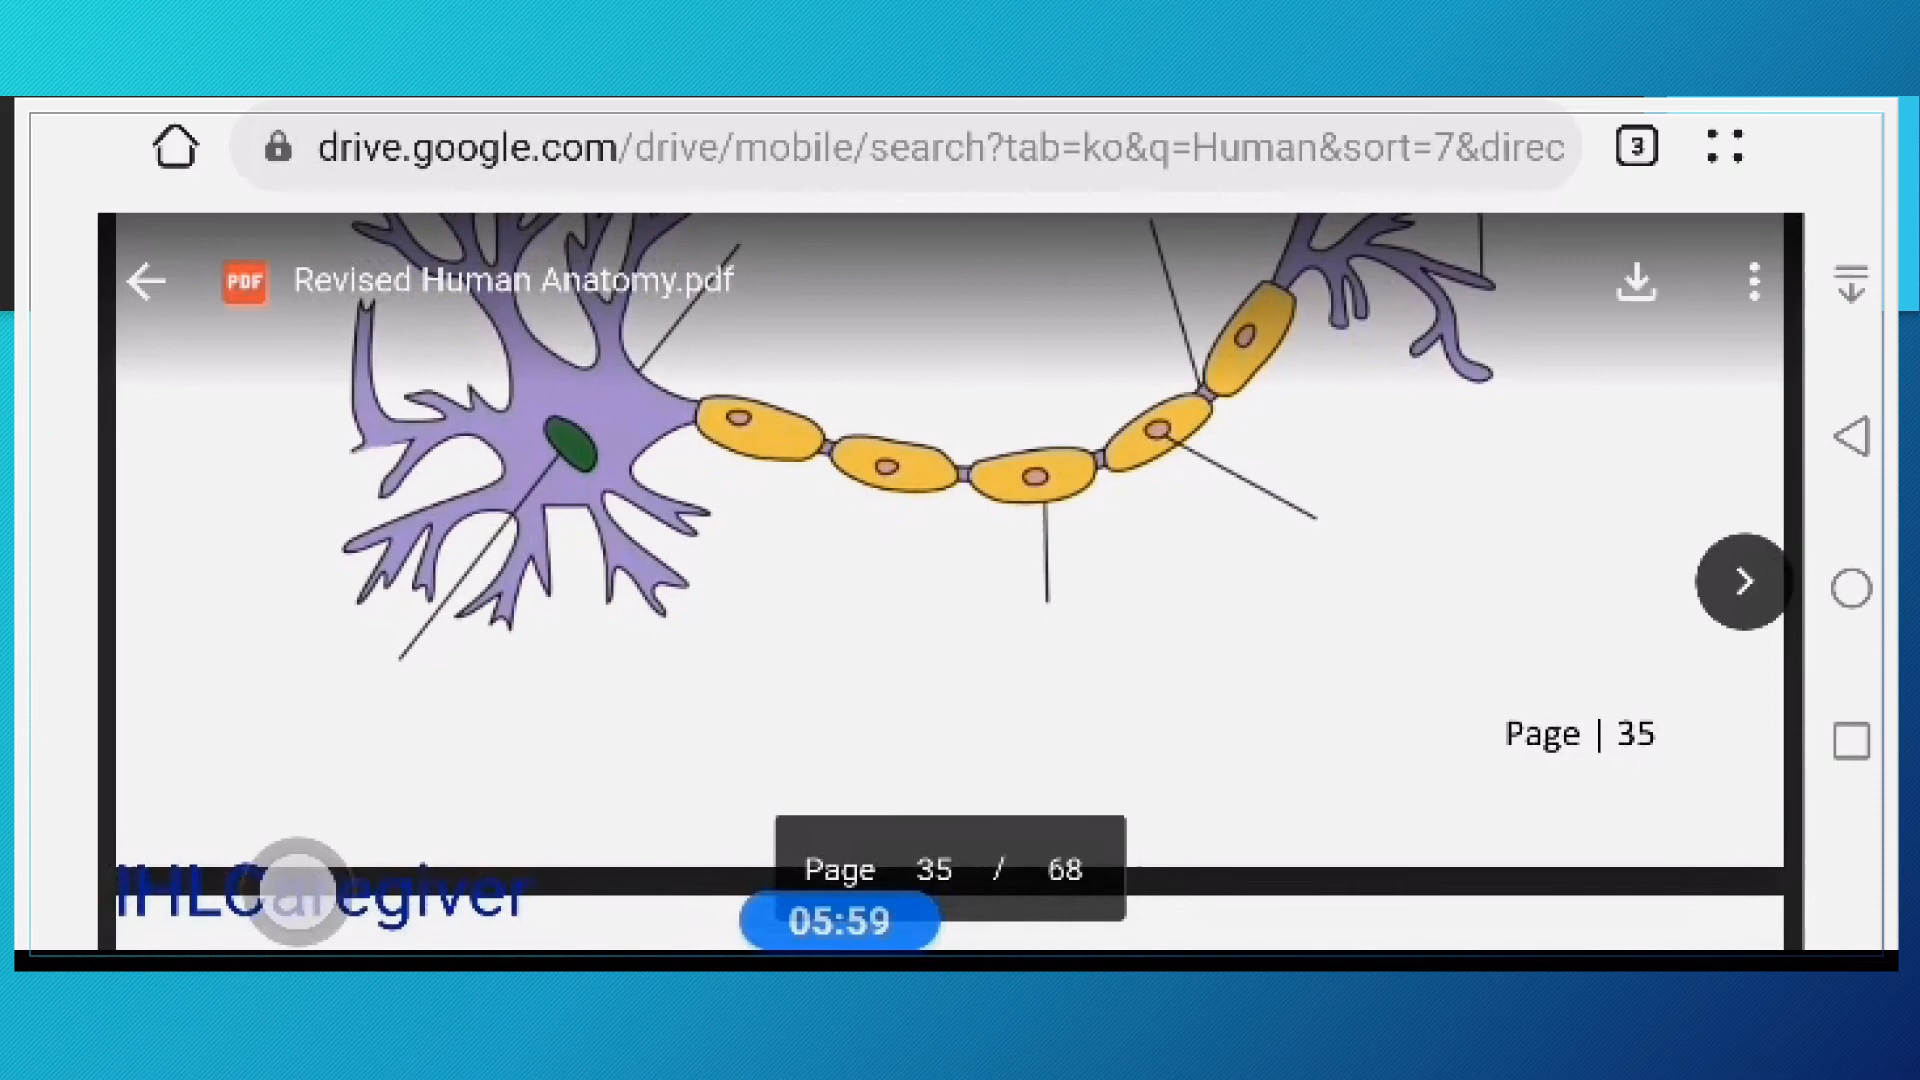 drive.google.com/drive/mobile/search?tab=ko&q=Human&sort=7&direc
3
PDF
Revised Human Anatomy.pdf
Page | 35
Page 35 / 68
IHLCaregiver
05:59